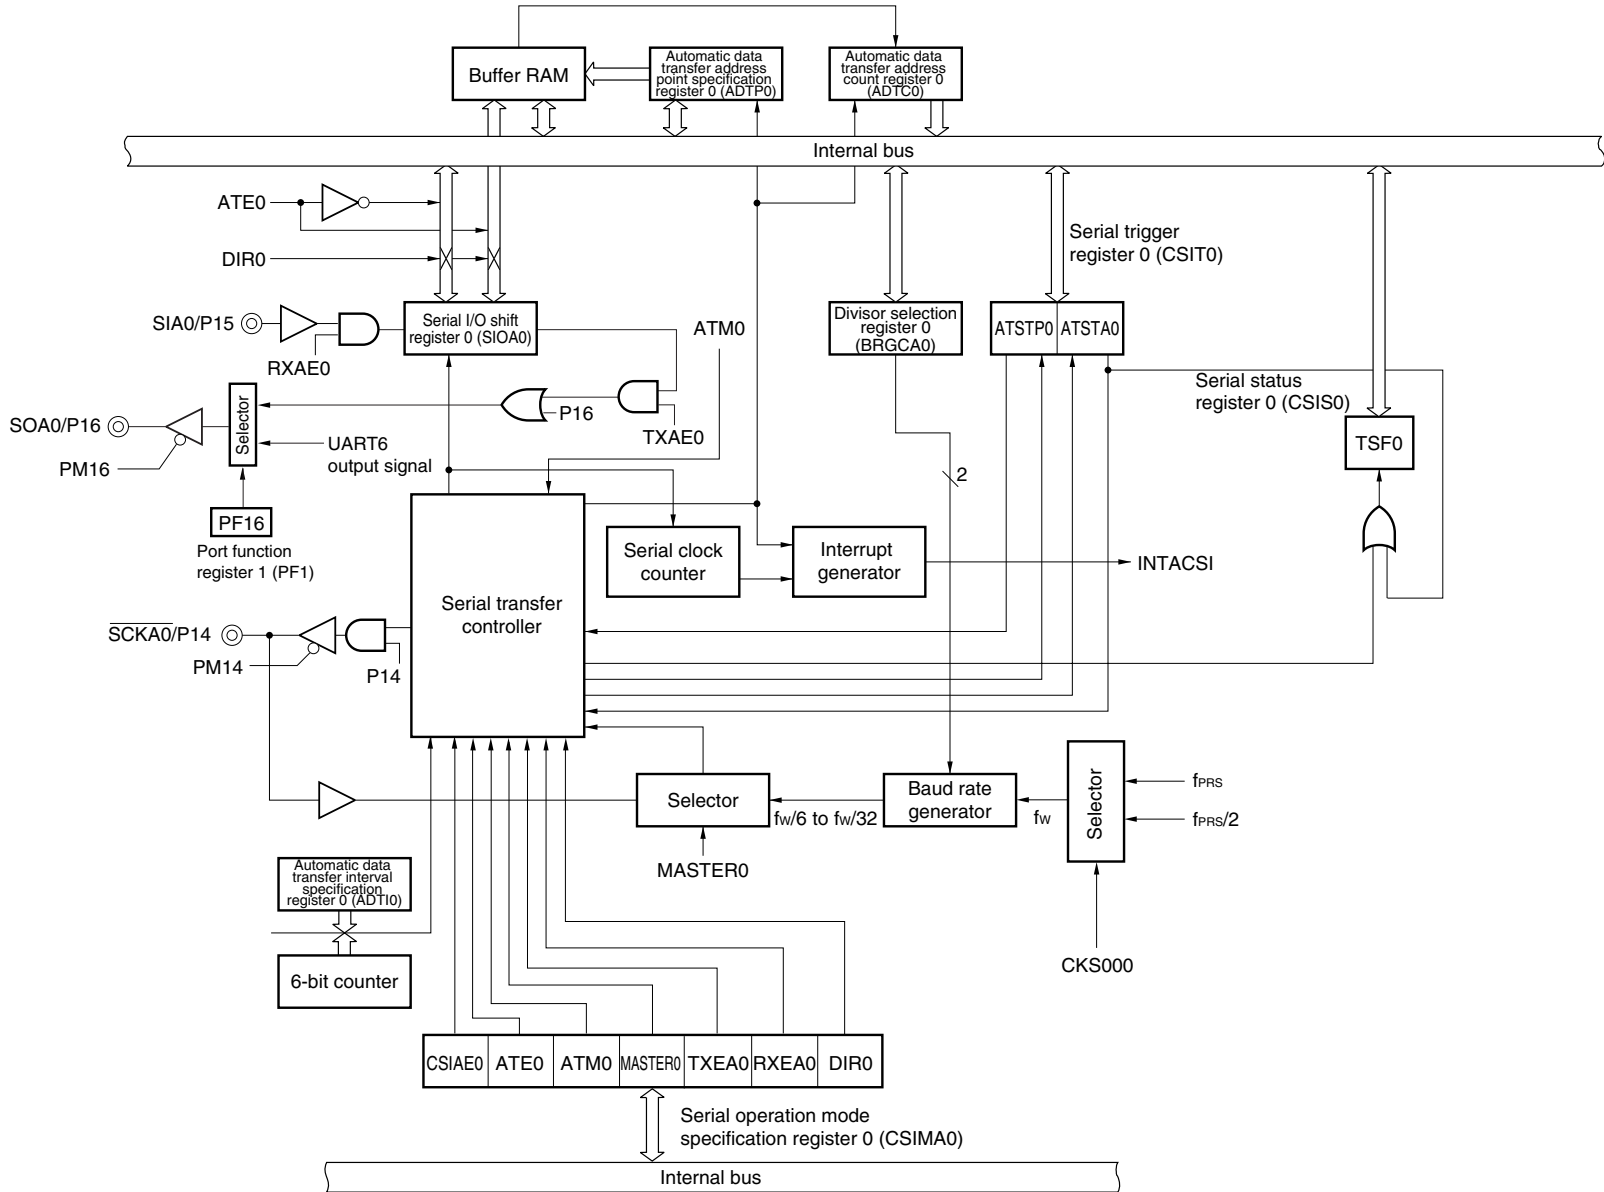 Buffer RAM
Automatic data
transfer address
point specification
register 0 (ADTP0)
Automatic data
transfer address
count register 0
(ADTC0)
Internal bus
ATE0
DIR0
Serial trigger
register 0 (CSIT0)
SIA0/P15
RXAE0
Serial I/O shift
register 0 (SIOA0)
ATM0
Divisor selection
register 0
(BRGCA0)
ATSTP0
ATSTA0
Serial status
register 0 (CSIS0)
TSF0
SOA0/P16
PM16
Selector
P16
TXAE0
UART6
output signal
2
PF16
Port function
register 1 (PF1)
Serial clock
counter
Interrupt
generator
INTACSI
Serial transfer
controller
SCKA0/P14
PM14
P14
Selector
fW/6 to fW/32
Baud rate
generator
fW
Selector
fPRS
fPRS/2
MASTER0
CKS000
Automatic data
transfer interval
specification
register 0 (ADTI0)
6-bit counter
CSIAE0
ATE0
ATM0
MASTER0
TXEA0
RXEA0
DIR0
Serial operation mode
specification register 0 (CSIMA0)
Internal bus